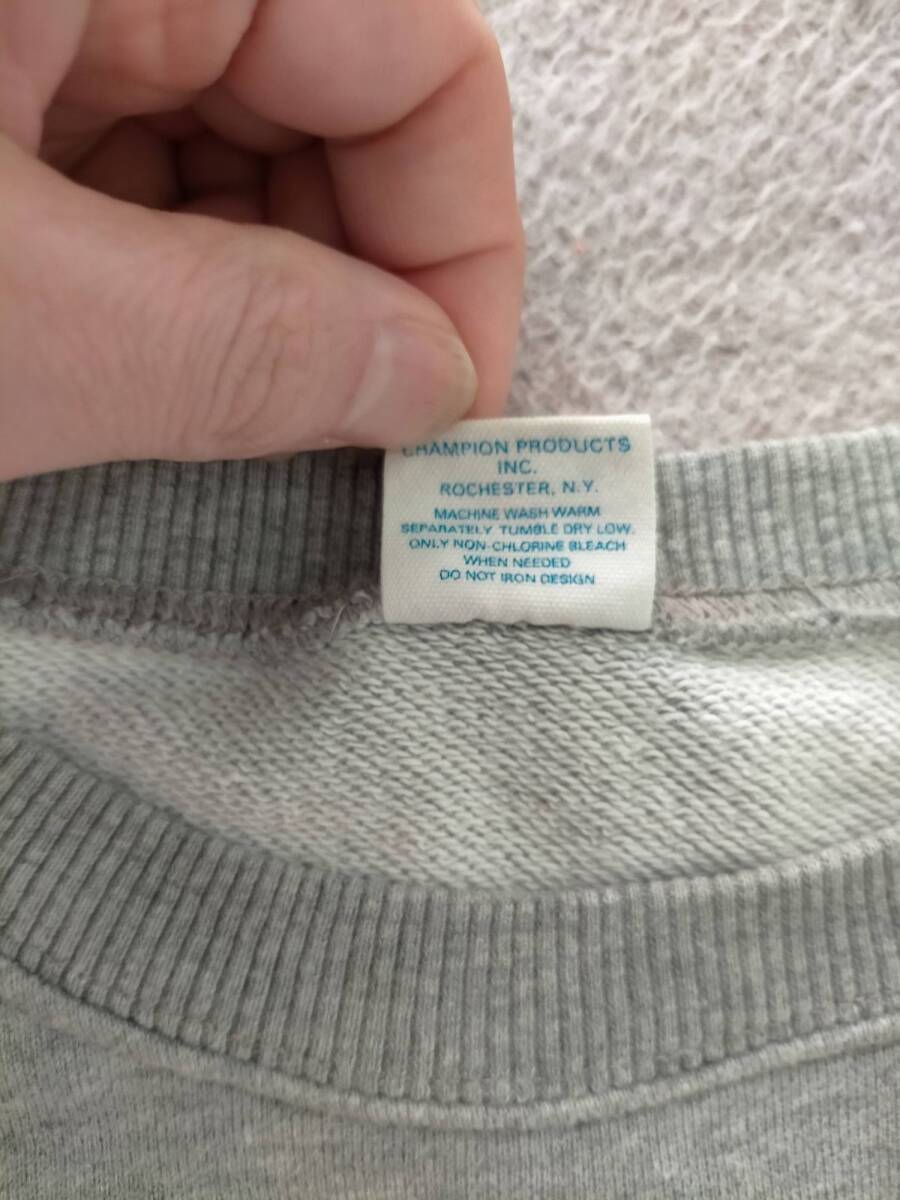 CHAMPION PRODUCTS
INC.
ROCHESTER, N.Y.
MACHINE WASH WARM
SEPARATELY TUMBLE DRY LOW.
ONLY NON-CHLORINE BLEACH
WHEN NEEDED
DO NOT IRON DESIGN